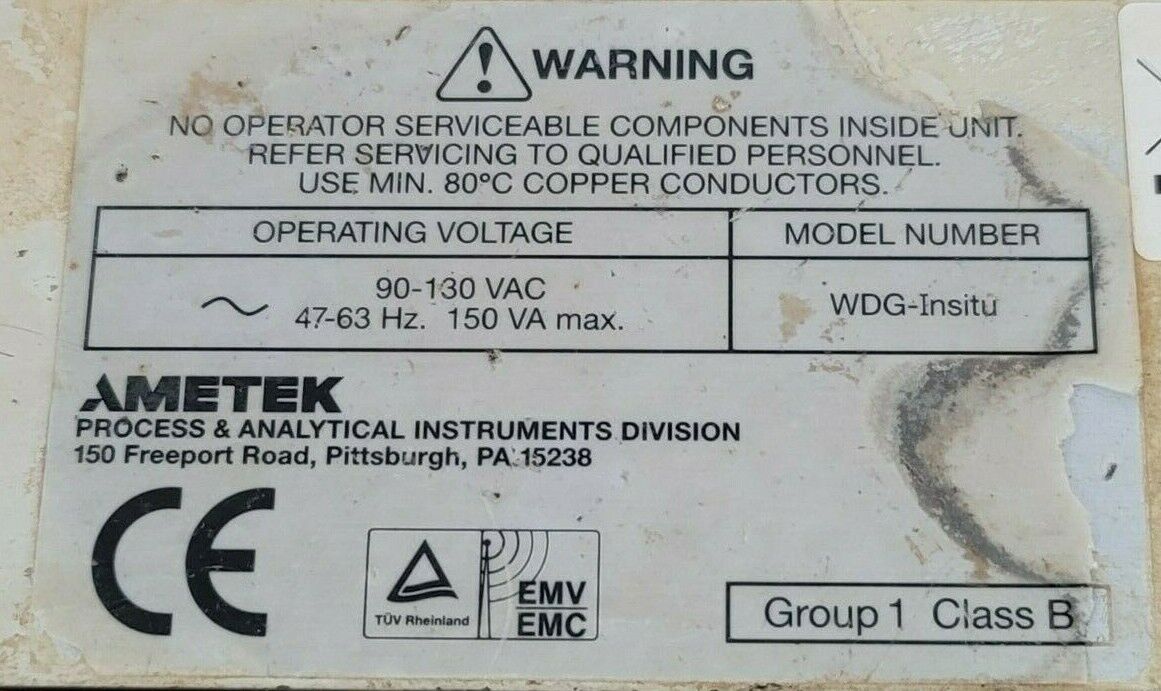 WARNING
NO OPERATOR SERVICEABLE COMPONENTS INSIDE UNIT.
REFER SERVICING TO QUALIFIED PERSONNEL.
USE MIN. 80ºC COPPER CONDUCTORS.
OPERATING VOLTAGE MODEL NUMBER
90-130 VAC
47-63 Hz. 150 VA max.
WDG-Insitu
AMETEK
PROCESS & ANALYTICAL INSTRUMENTS DIVISION
150 Freeport Road, Pittsburgh, PA 15238
CE
TÜV Rheinland
EMV
EMC
Group 1 Class B